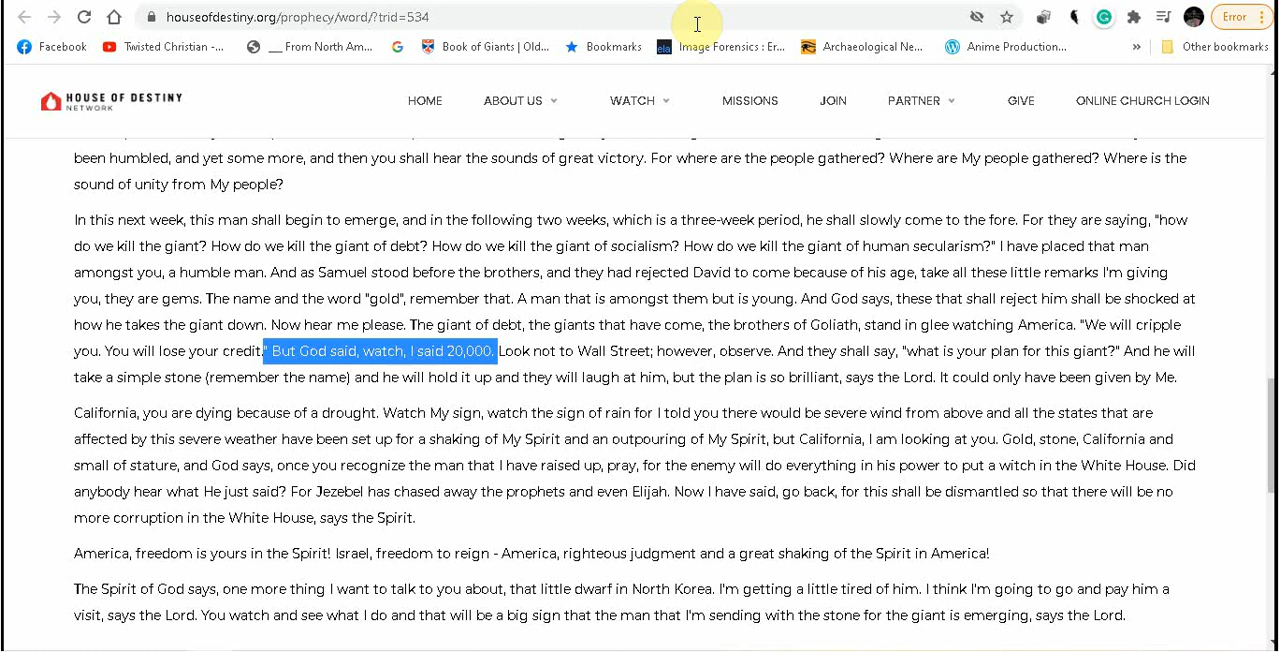 houseofdestiny.org/prophecy/word/?trid=534
Error
Facebook
Twisted Christian -...
__ From North Am...
Book of Giants | Old...
Bookmarks
ela
Image Forensics : Er...
Archaeological Ne...
Anime Production...
»
Other bookmarks
HOUSE OF DESTINY
NETWORK
HOME
ABOUT US
WATCH
MISSIONS
JOIN
PARTNER
GIVE
ONLINE CHURCH LOGIN
been humbled, and yet some more, and then you shall hear the sounds of great victory. For where are the people gathered? Where are My people gathered? Where is the
sound of unity from My people?
In this next week, this man shall begin to emerge, and in the following two weeks, which is a three-week period, he shall slowly come to the fore. For they are saying, "how
do we kill the giant? How do we kill the giant of debt? How do we kill the giant of socialism? How do we kill the giant of human secularism?" I have placed that man
amongst you, a humble man. And as Samuel stood before the brothers, and they had rejected David to come because of his age, take all these little remarks I'm giving
you, they are gems. The name and the word "gold", remember that. A man that is amongst them but is young. And God says, these that shall reject him shall be shocked at
how he takes the giant down. Now hear me please. The giant of debt, the giants that have come, the brothers of Goliath, stand in glee watching America. "We will cripple
you. You will lose your credit." But God said, watch, I said 20,000. Look not to Wall Street; however, observe. And they shall say, "what is your plan for this giant?" And he will
take a simple stone (remember the name) and he will hold it up and they will laugh at him, but the plan is so brilliant, says the Lord. It could only have been given by Me.
California, you are dying because of a drought. Watch My sign, watch the sign of rain for I told you there would be severe wind from above and all the states that are
affected by this severe weather have been set up for a shaking of My Spirit and an outpouring of My Spirit, but California, I am looking at you. Gold, stone, California and
small of stature, and God says, once you recognize the man that I have raised up, pray, for the enemy will do everything in his power to put a witch in the White House. Did
anybody hear what He just said? For Jezebel has chased away the prophets and even Elijah. Now I have said, go back, for this shall be dismantled so that there will be no
more corruption in the White House, says the Spirit.
America, freedom is yours in the Spirit! Israel, freedom to reign - America, righteous judgment and a great shaking of the Spirit in America!
The Spirit of God says, one more thing I want to talk to you about, that little dwarf in North Korea. I'm getting a little tired of him. I think I'm going to go and pay him a
visit, says the Lord. You watch and see what I do and that will be a big sign that the man that I'm sending with the stone for the giant is emerging, says the Lord.